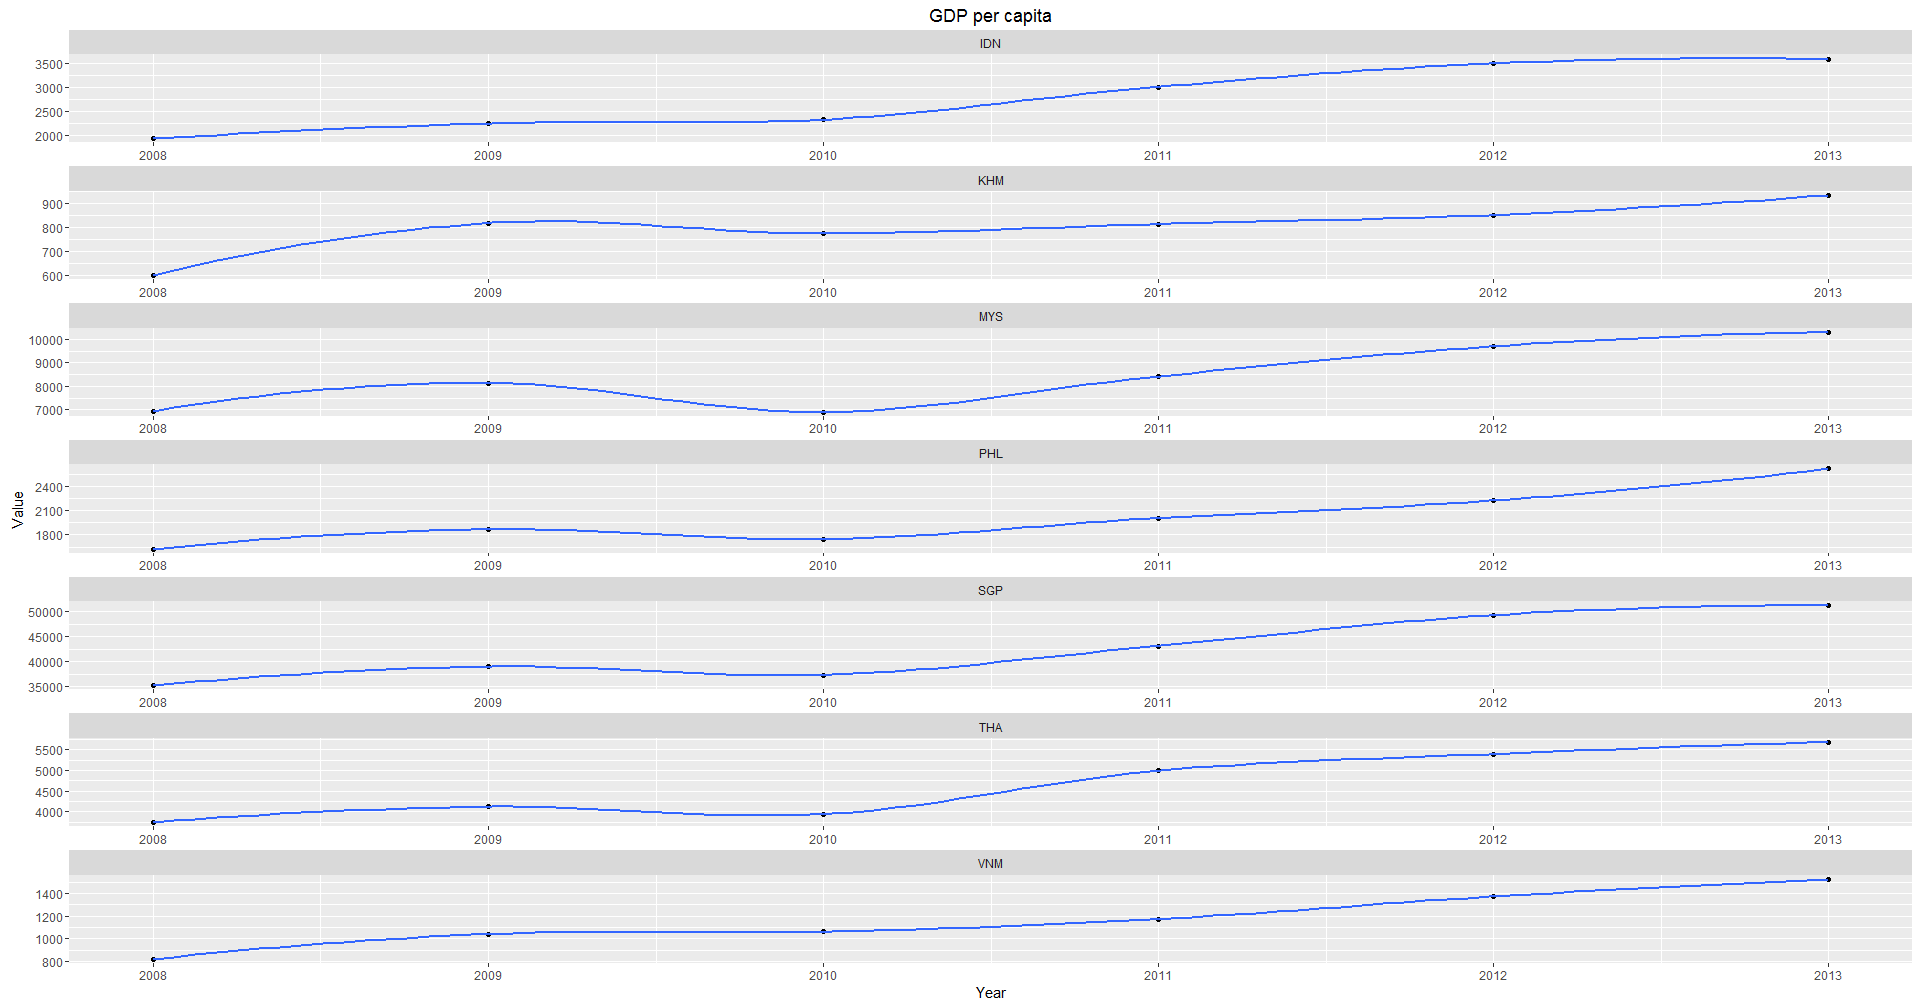 GDP per capita
IDN
3500
3000
2500
2000
2008 2009 2010 2011 2012 2013
KHM
900
800
700
600
2008 2009 2010 2011 2012 2013
MYS
10000
9000
8000
7000
2008 2009 2010 2011 2012 2013
PHL
2400
2100
1800
2008 2009 2010 2011 2012 2013
Value
SGP
50000
45000
40000
35000
2008 2009 2010 2011 2012 2013
THA
5500
5000
4500
4000
2008 2009 2010 2011 2012 2013
VNM
1400
1200
1000
800
2008 2009 2010 2011 2012 2013
Year